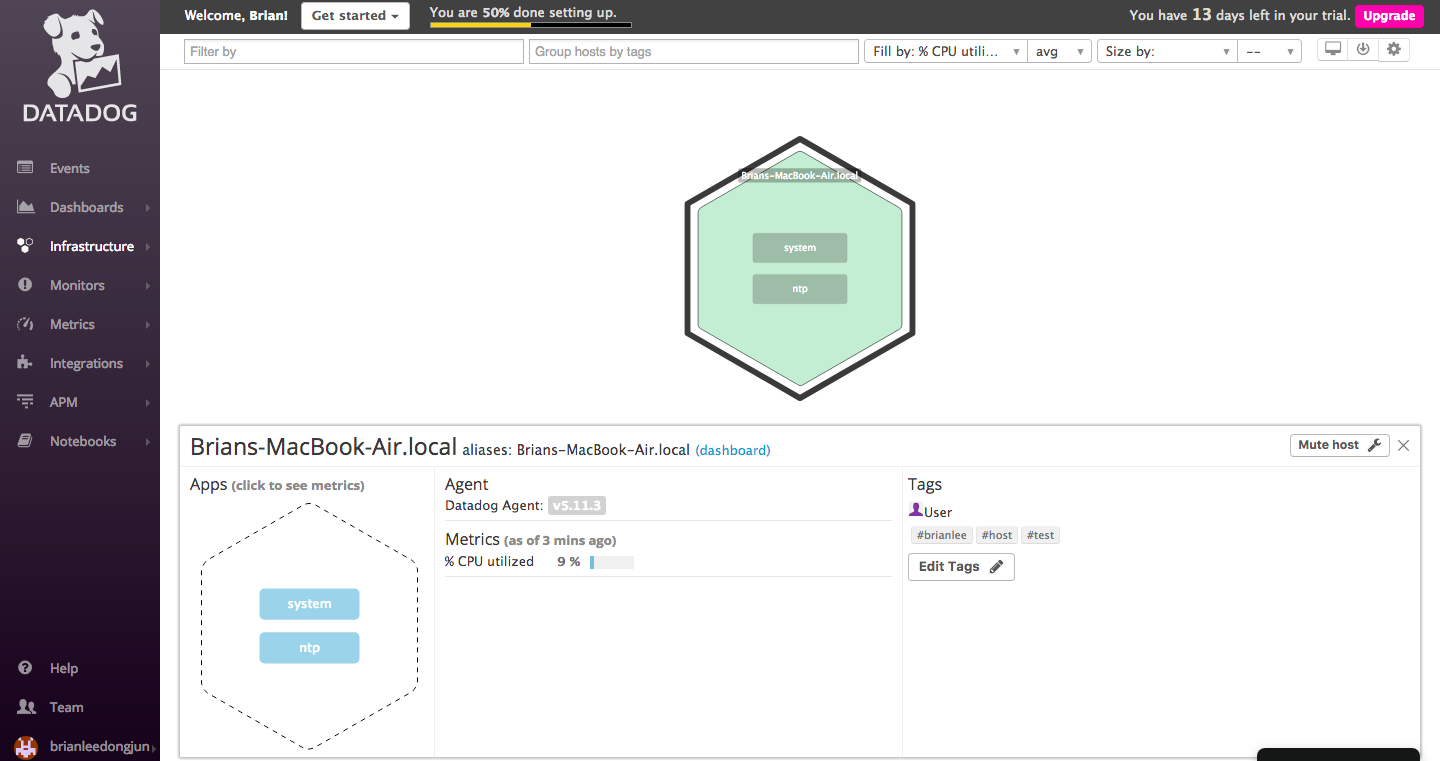 DATADOG
Events
Dashboards
Infrastructure
Monitors
Metrics
Integrations
APM
Notebooks
Help
Team
brianleedongjun
Welcome, Brian!
Get started
You are 50% done setting up.
You have 13 days left in your trial.
Upgrade
Filter by
Group hosts by tags
Fill by: % CPU utili...
avg
Size by:
--
Brians-MacBook-Air.local
system
ntp
Brians-MacBook-Air.local aliases: Brians-MacBook-Air.local (dashboard)
Mute host
Apps (click to see metrics)
system
ntp
Agent
Datadog Agent: v5.11.3
Metrics (as of 3 mins ago)
% CPU utilized 9 %
Tags
User
#brianlee #host #test
Edit Tags